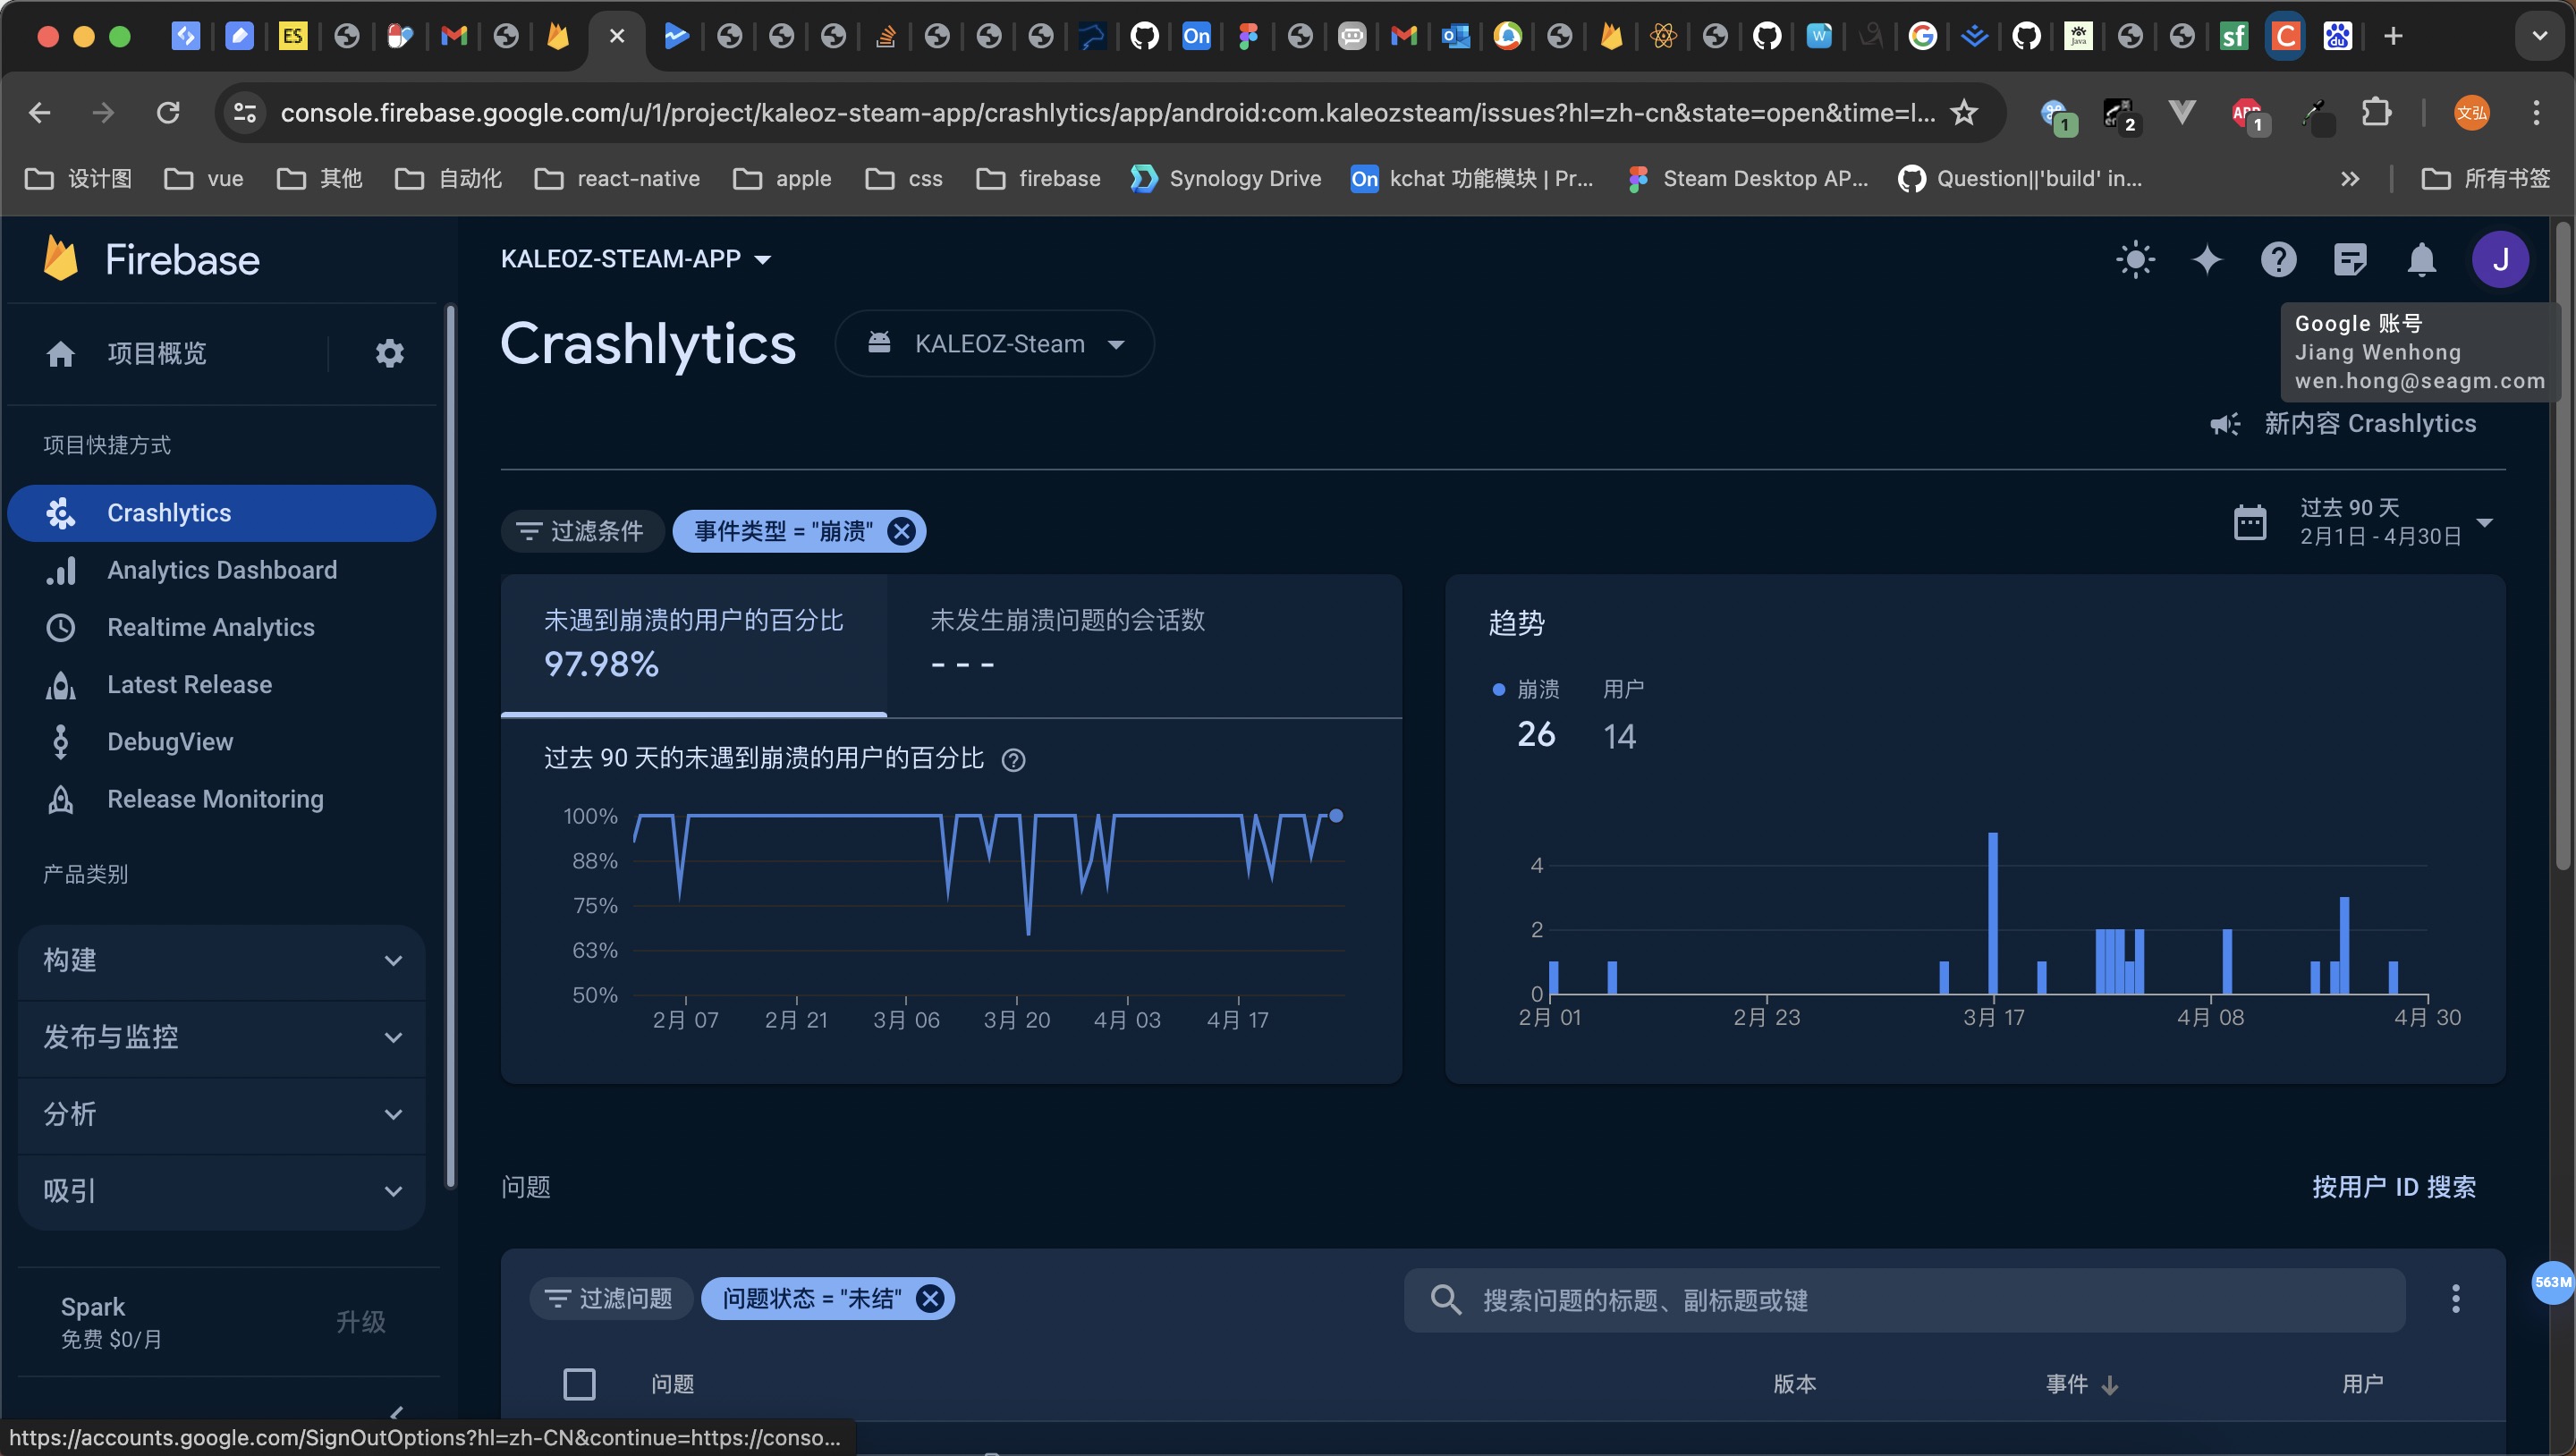 ES
On
W
sf
C
du
console.firebase.google.com/u/1/project/kaleoz-steam-app/crashlytics/app/android:com.kaleozsteam/issues?hl=zh-cn&state=open&time=l...
1
2
1
文弘
设计图
vue
其他
自动化
react-native
apple
css
firebase
Synology Drive
On kchat 功能模块 | Pr...
Steam Desktop AP...
Question||'build' in...
所有书签
Firebase
KALEOZ-STEAM-APP
J
Google 账号
Jiang Wenhong
wen.hong@seagm.com
项目概览
Crashlytics
KALEOZ-Steam
新内容 Crashlytics
项目快捷方式
Crashlytics
Analytics Dashboard
Realtime Analytics
Latest Release
DebugView
Release Monitoring
产品类别
构建
发布与监控
分析
吸引
Spark
免费 $0/月
升级
过滤条件
事件类型 = "崩溃"
过去 90 天
2月1日 - 4月30日
未遇到崩溃的用户的百分比
97.98%
未发生崩溃问题的会话数
---
过去 90 天的未遇到崩溃的用户的百分比
100%
88%
75%
63%
50%
2月 07
2月 21
3月 06
3月 20
4月 03
4月 17
趋势
崩溃
26
用户
14
4
2
0
2月 01
2月 23
3月 17
4月 08
4月 30
问题
按用户 ID 搜索
过滤问题
问题状态 = "未结"
搜索问题的标题、副标题或键
563M
问题
版本
事件
用户
https://accounts.google.com/SignOutOptions?hl=zh-CN&continue=https://conso...